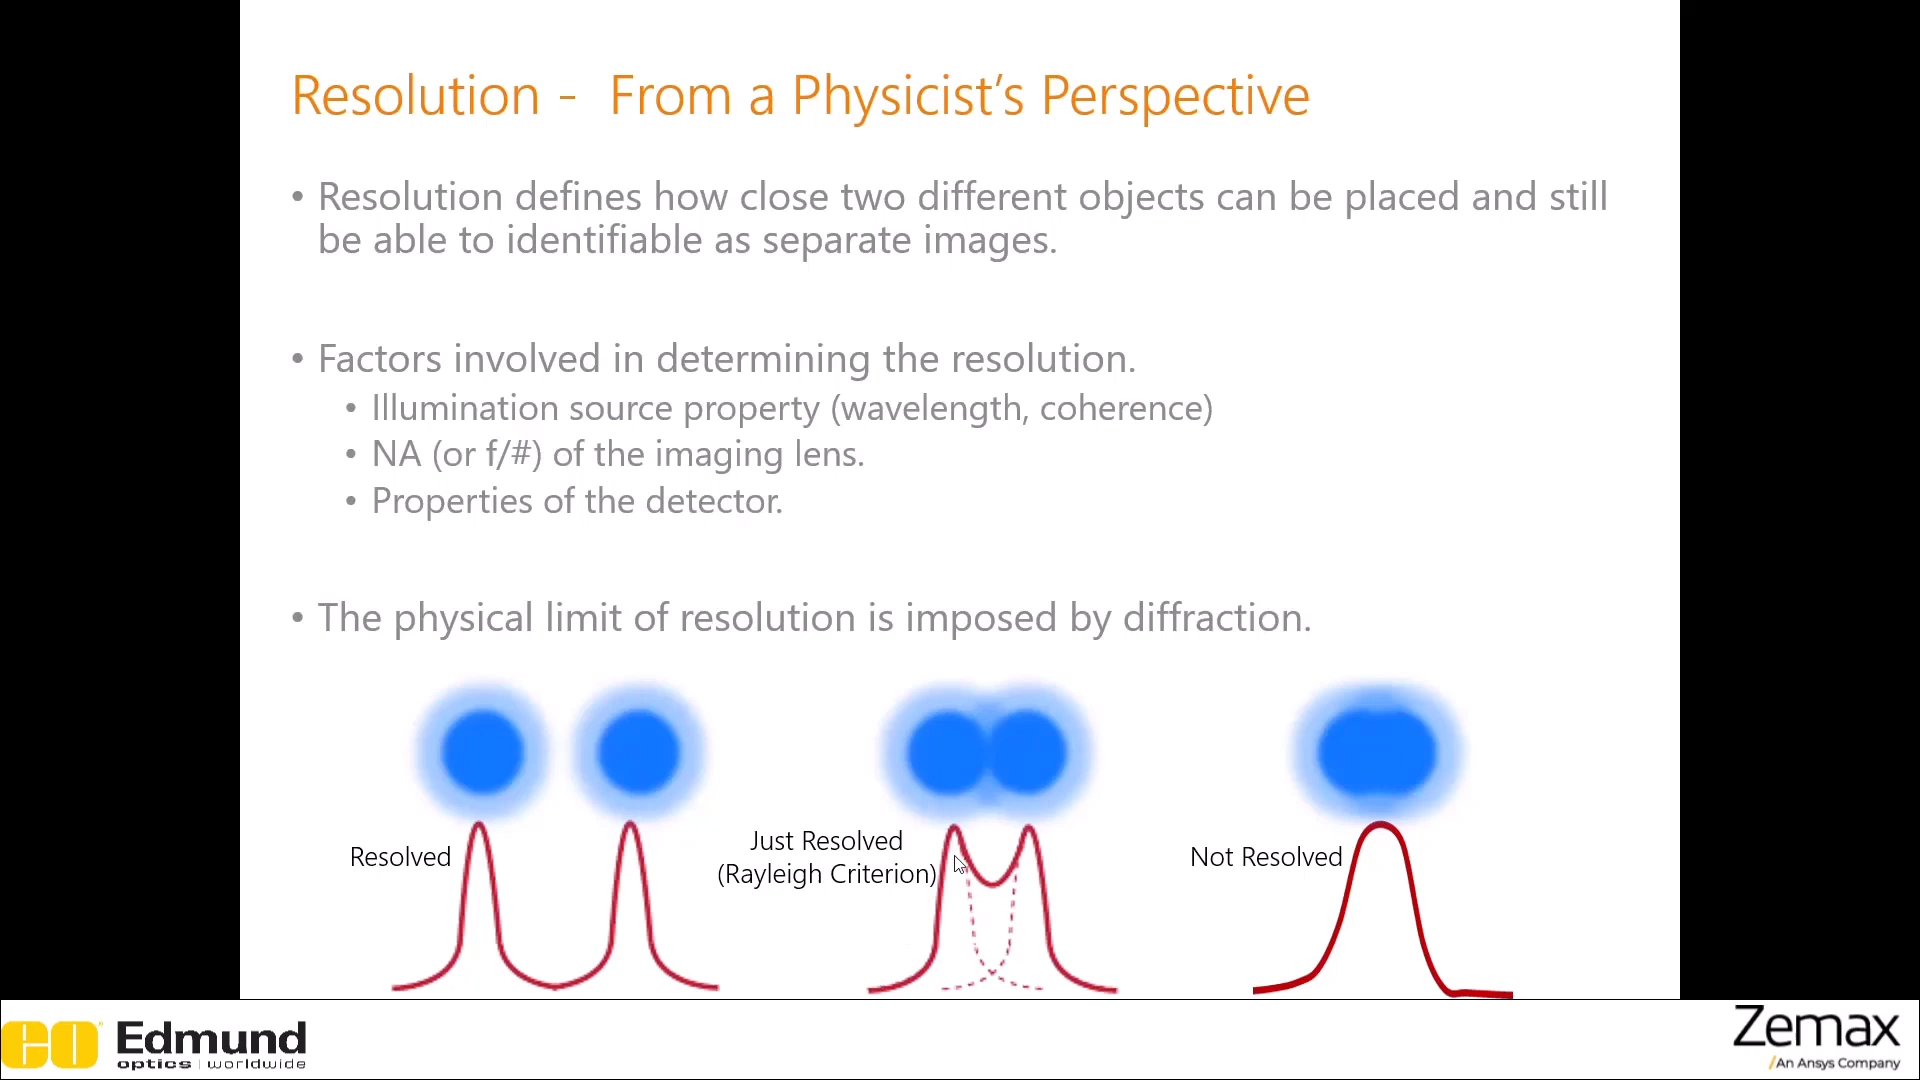 Resolution - From a Physicist’s Perspective
• Resolution defines how close two different objects can be placed and still
be able to identifiable as separate images.
• Factors involved in determining the resolution.
• Illumination source property (wavelength, coherence)
• NA (or f/#) of the imaging lens.
• Properties of the detector.
• The physical limit of resolution is imposed by diffraction.
Resolved
Just Resolved
(Rayleigh Criterion)
Not Resolved
EO Edmund
optics | worldwide
Zemax
/An Ansys Company